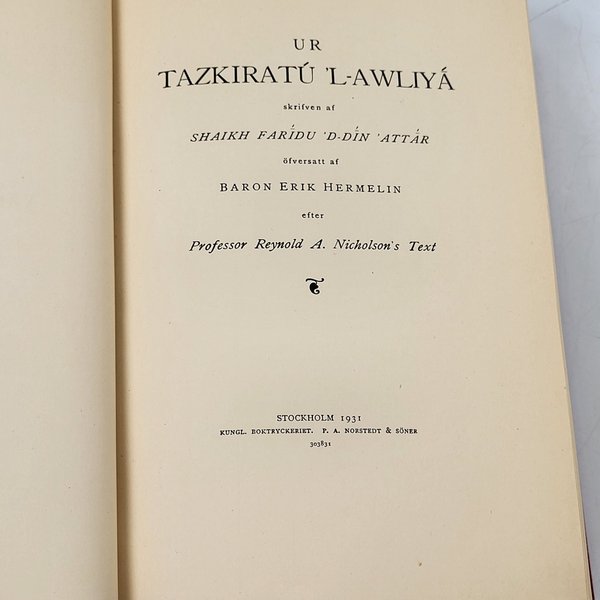 UR
TAZKIRATÚ 'L-AWLIYÁ
skrifven af
SHAIKH FARÍDU 'D-DÍN 'ATTÁR
öfversatt af
BARON ERIK HERMELIN
efter
Professor Reynold A. Nicholson's Text
STOCKHOLM 1931
KUNGL. BOKTRYCKERIET. P. A. NORSTEDT & SÖNER
303831